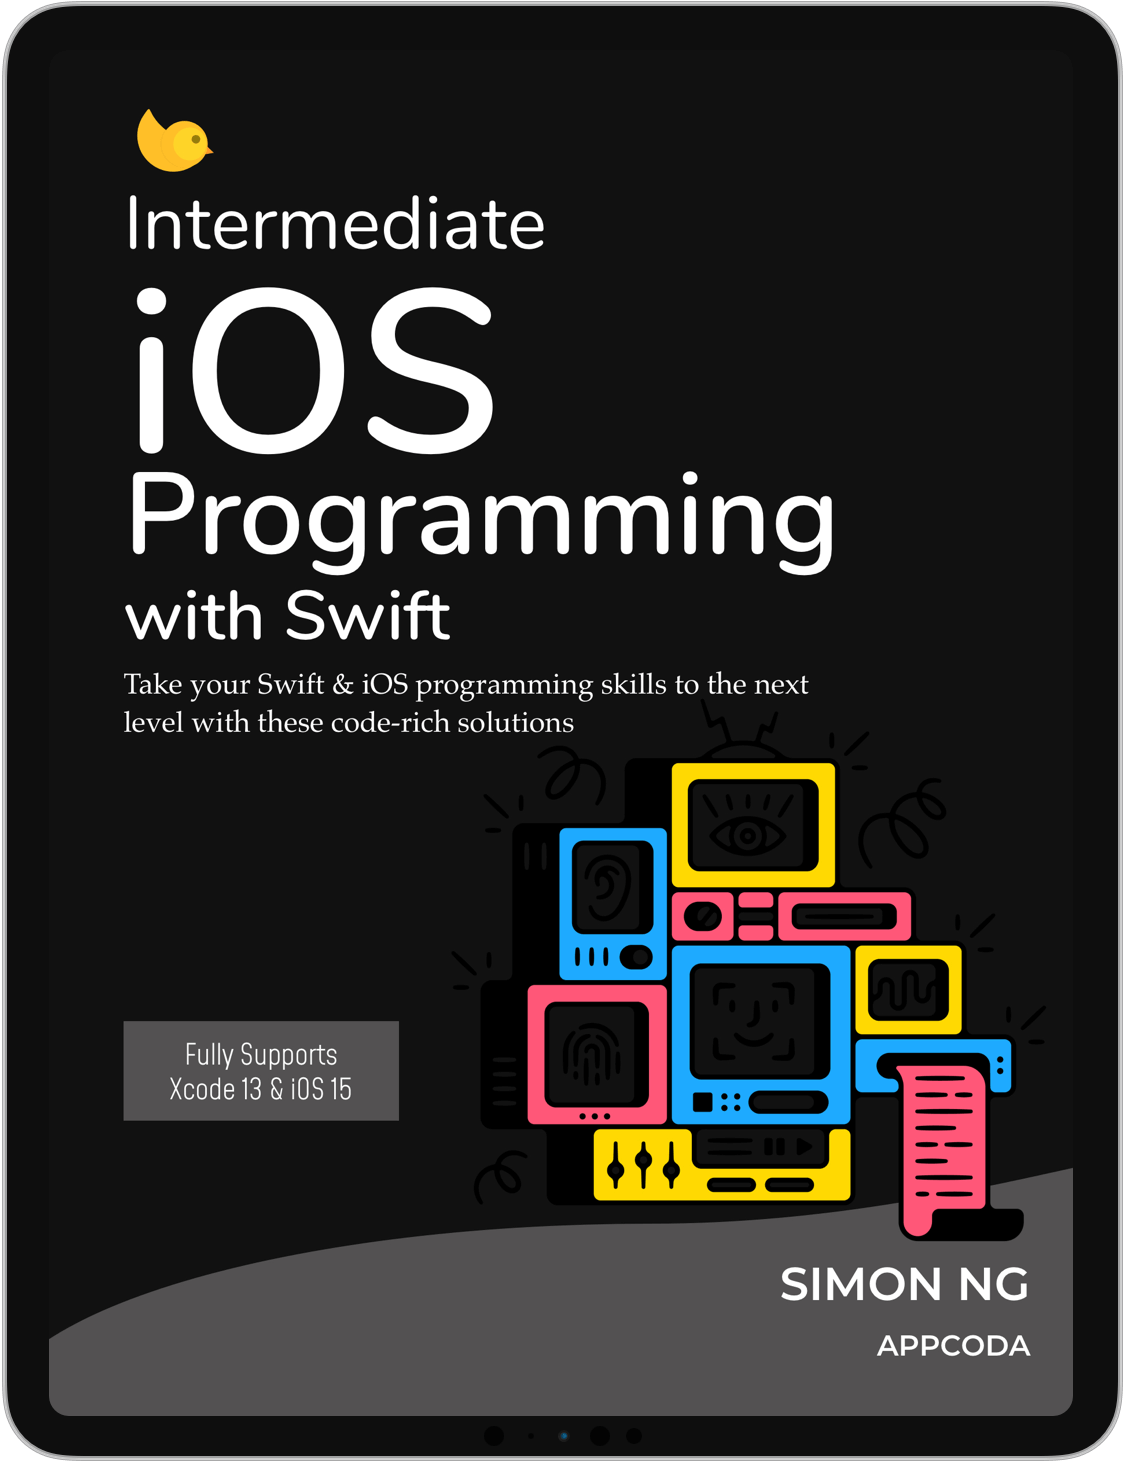 Intermediate
iOS
Programming
with Swift
Take your Swift & iOS programming skills to the next
level with these code-rich solutions
Fully Supports
Xcode 13 & iOS 15
SIMON NG
APPCODA